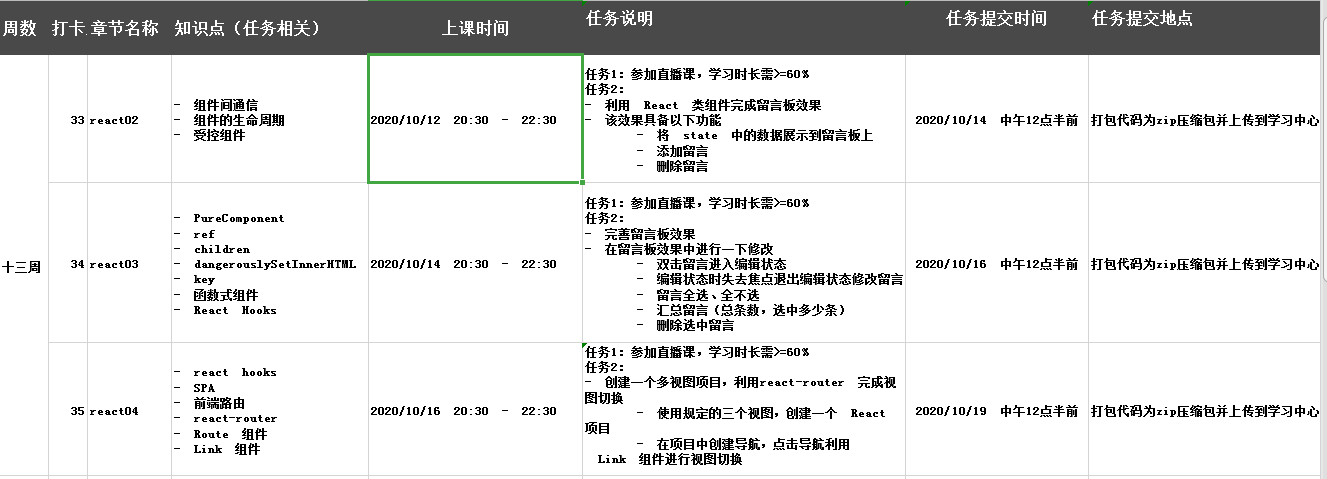 周数 打卡 章节名称 知识点（任务相关） 上课时间 任务说明 任务提交时间 任务提交地点
十三周
33 react02
- 组件间通信
- 组件的生命周期
- 受控组件
2020/10/12 20:30 - 22:30
任务1：参加直播课，学习时长需>=60%
任务2：
- 利用 React 类组件完成留言板效果
- 该效果具备以下功能
- 将 state 中的数据展示到留言板上
- 添加留言
- 删除留言
2020/10/14 中午12点半前
打包代码为zip压缩包并上传到学习中心
34 react03
- PureComponent
- ref
- children
- dangerouslySetInnerHTML
- key
- 函数式组件
- React Hooks
2020/10/14 20:30 - 22:30
任务1：参加直播课，学习时长需>=60%
任务2：
- 完善留言板效果
- 在留言板效果中进行一下修改
- 双击留言进入编辑状态
- 编辑状态时失去焦点退出编辑状态修改留言
- 留言全选、全不选
- 汇总留言（总条数，选中多少条）
- 删除选中留言
2020/10/16 中午12点半前
打包代码为zip压缩包并上传到学习中心
35 react04
- react hooks
- SPA
- 前端路由
- react-router
- Route 组件
- Link 组件
2020/10/16 20:30 - 22:30
任务1：参加直播课，学习时长需>=60%
任务2：
- 创建一个多视图项目，利用react-router 完成视
图切换
- 使用规定的三个视图，创建一个 React
项目
- 在项目中创建导航，点击导航利用
Link 组件进行视图切换
2020/10/19 中午12点半前
打包代码为zip压缩包并上传到学习中心